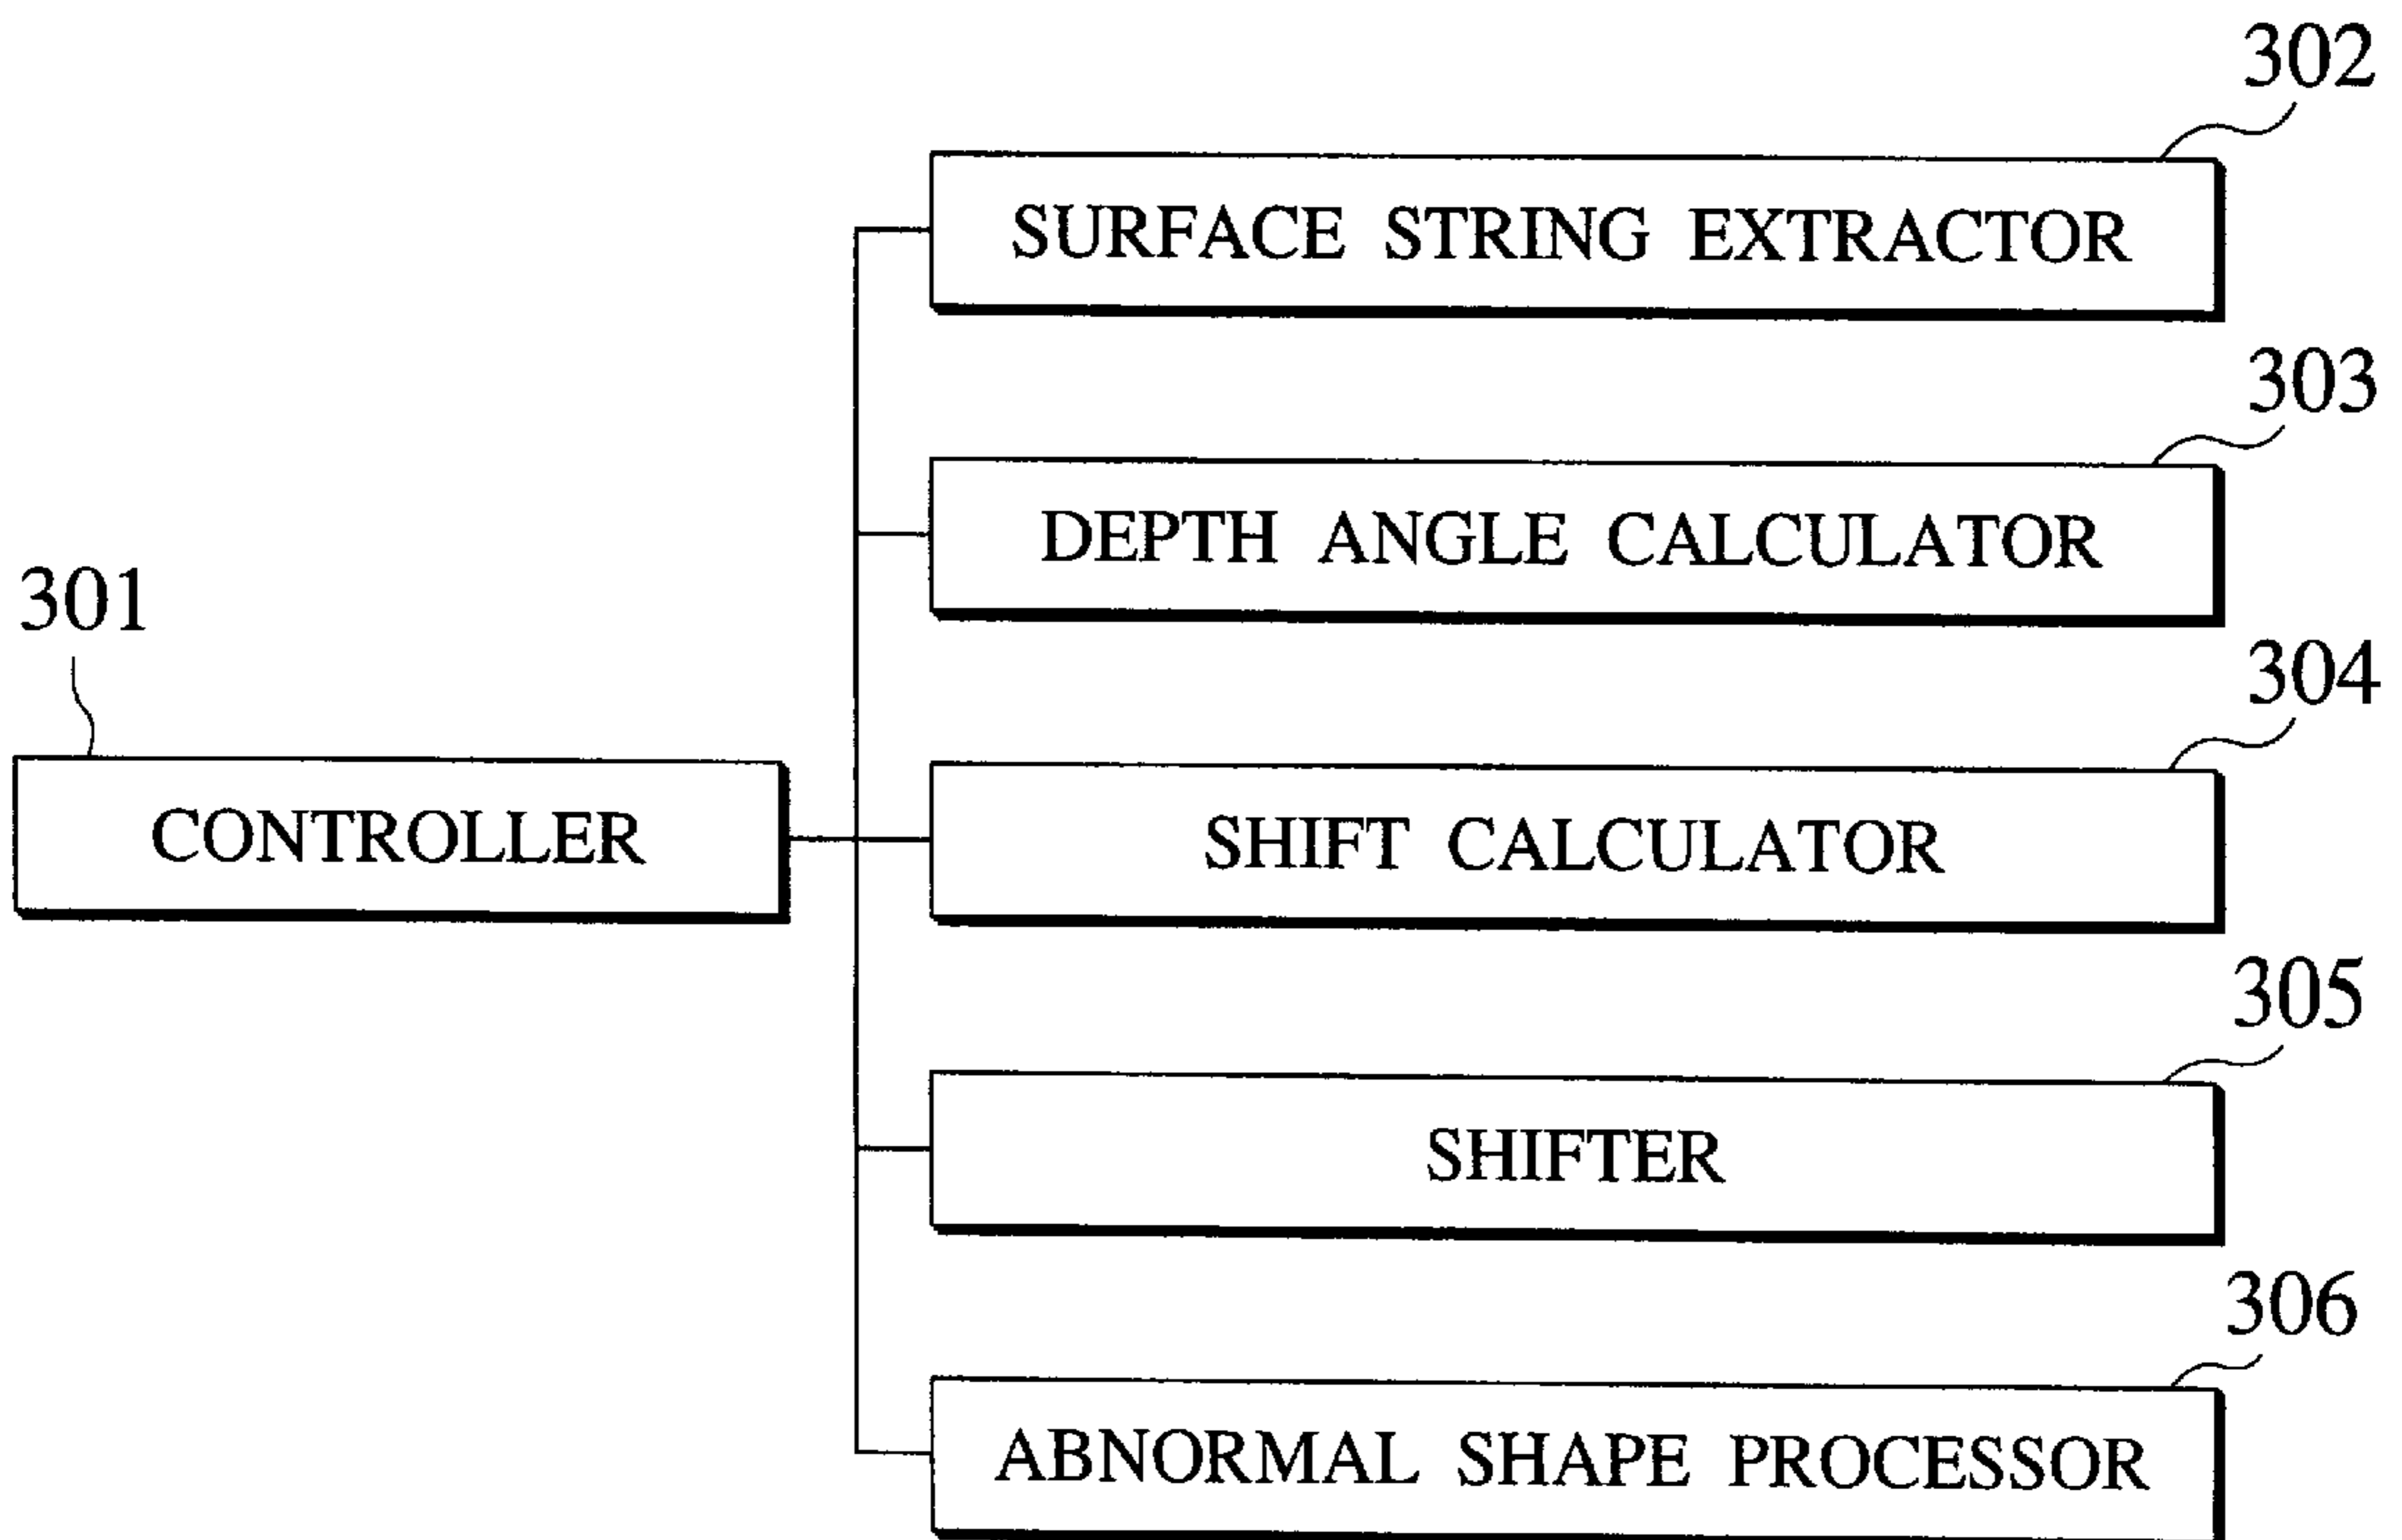 302
SURFACE STRING EXTRACTOR
303
DEPTH ANGLE CALCULATOR
301
304
CONTROLLER
SHIFT CALCULATOR
305
SHIFTER
306
ABNORMAL SHAPE PROCESSOR